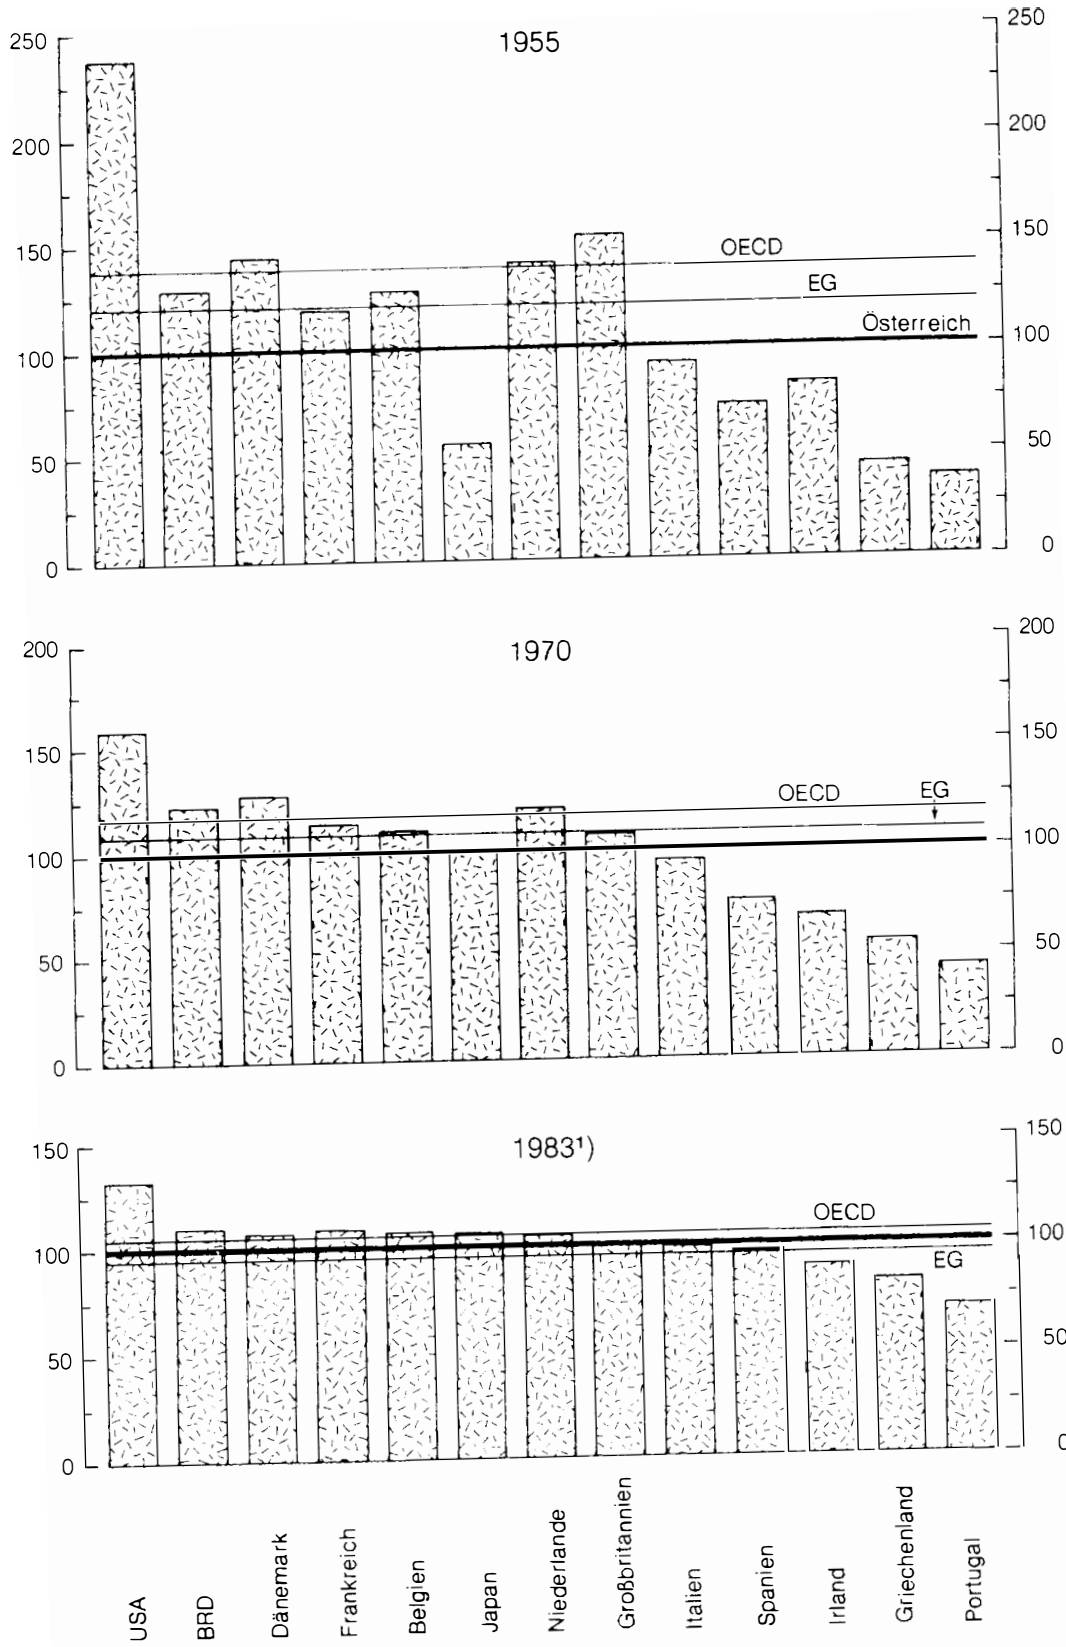 1955
250
200
150
100
50
0
OECD
EG
Österreich
250
200
150
100
50
0
1970
200
150
100
50
0
OECD
EG
200
150
100
50
0
1983¹)
150
100
50
0
OECD
EG
150
100
50
0
USA
BRD
Dänemark
Frankreich
Belgien
Japan
Niederlande
Großbritannien
Italien
Spanien
Irland
Griechenland
Portugal